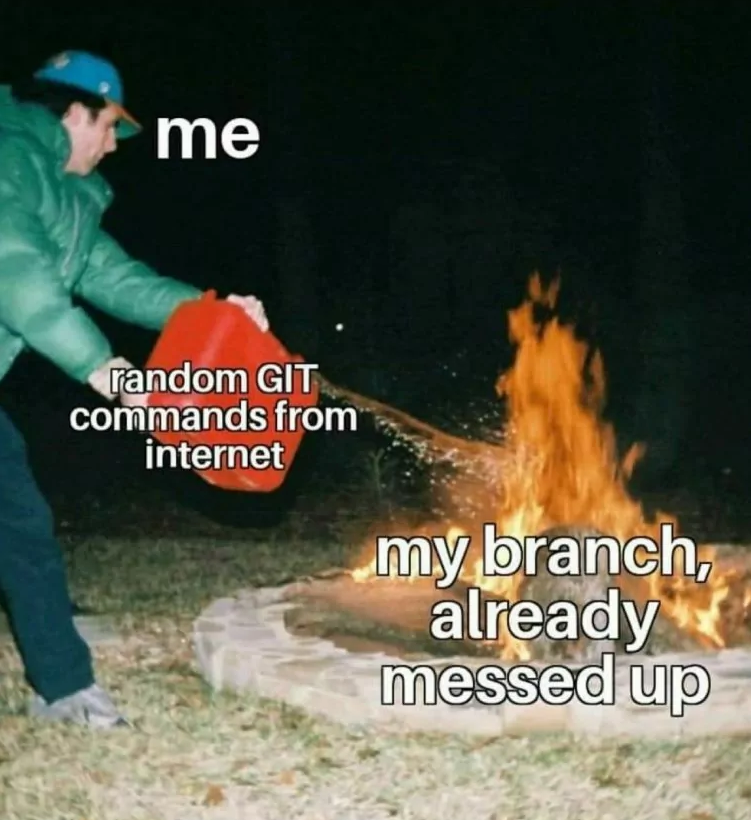 me
random GIT
commands from
internet
my branch,
already
messed up